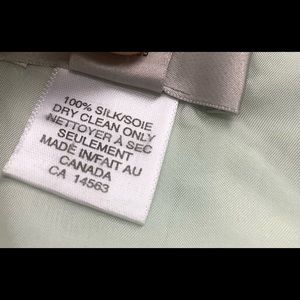 100% SILK/SOIE
DRY CLEAN ONLY
NETTOYER À SEC
SEULEMENT
MADE IN/FAIT AU
CANADA
CA 14563